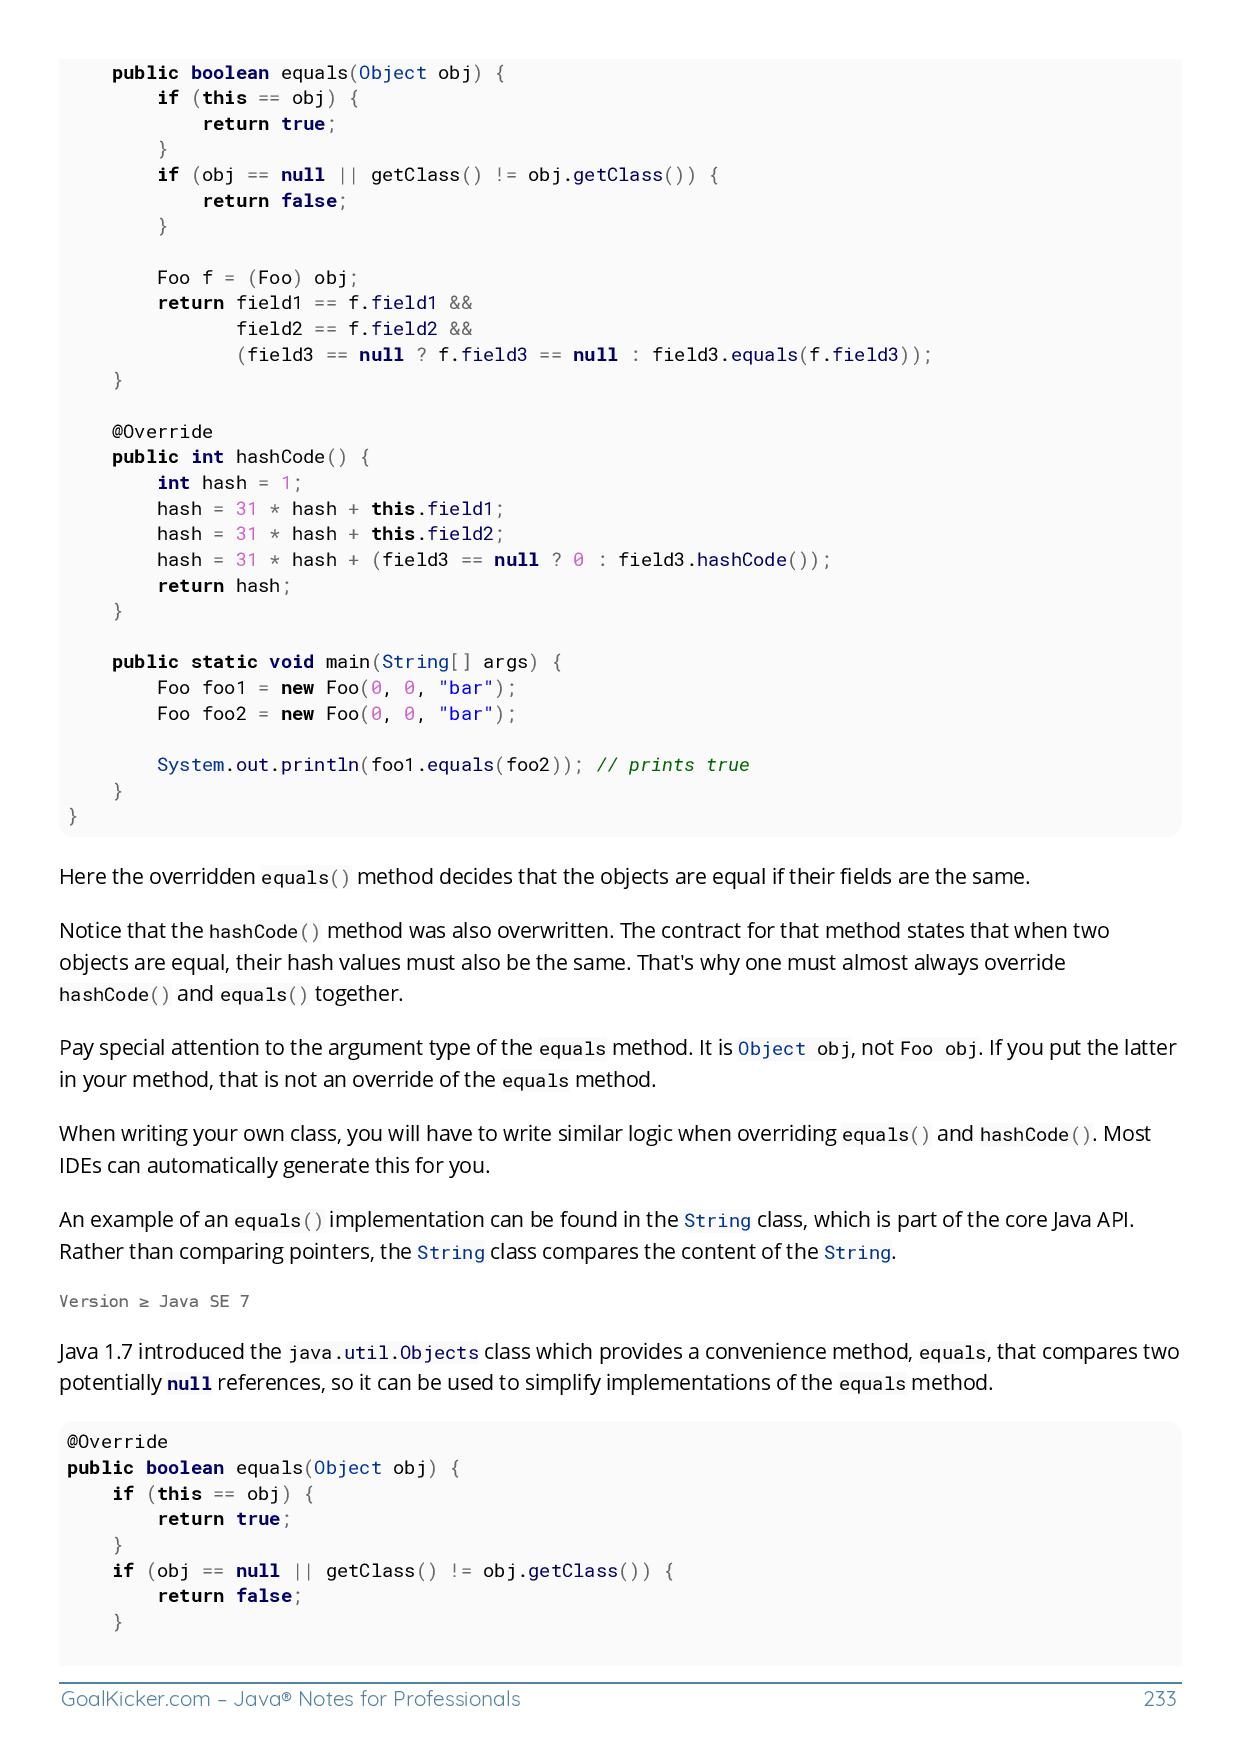 public boolean equals(Object obj) {
        if (this == obj) {
            return true;
        }
        if (obj == null || getClass() != obj.getClass()) {
            return false;
        }

        Foo f = (Foo) obj;
        return field1 == f.field1 &&
               field2 == f.field2 &&
               (field3 == null ? f.field3 == null : field3.equals(f.field3));
    }

    @Override
    public int hashCode() {
        int hash = 1;
        hash = 31 * hash + this.field1;
        hash = 31 * hash + this.field2;
        hash = 31 * hash + (field3 == null ? 0 : field3.hashCode());
        return hash;
    }

    public static void main(String[] args) {
        Foo foo1 = new Foo(0, 0, "bar");
        Foo foo2 = new Foo(0, 0, "bar");

        System.out.println(foo1.equals(foo2)); // prints true
    }
}
Here the overridden equals() method decides that the objects are equal if their fields are the same.
Notice that the hashCode() method was also overwritten. The contract for that method states that when two
objects are equal, their hash values must also be the same. That's why one must almost always override
hashCode() and equals() together.
Pay special attention to the argument type of the equals method. It is Object obj, not Foo obj. If you put the latter
in your method, that is not an override of the equals method.
When writing your own class, you will have to write similar logic when overriding equals() and hashCode(). Most
IDEs can automatically generate this for you.
An example of an equals() implementation can be found in the String class, which is part of the core Java API.
Rather than comparing pointers, the String class compares the content of the String.
Version ≥ Java SE 7
Java 1.7 introduced the java.util.Objects class which provides a convenience method, equals, that compares two
potentially null references, so it can be used to simplify implementations of the equals method.
@Override
public boolean equals(Object obj) {
    if (this == obj) {
        return true;
    }
    if (obj == null || getClass() != obj.getClass()) {
        return false;
    }
GoalKicker.com – Java® Notes for Professionals 233